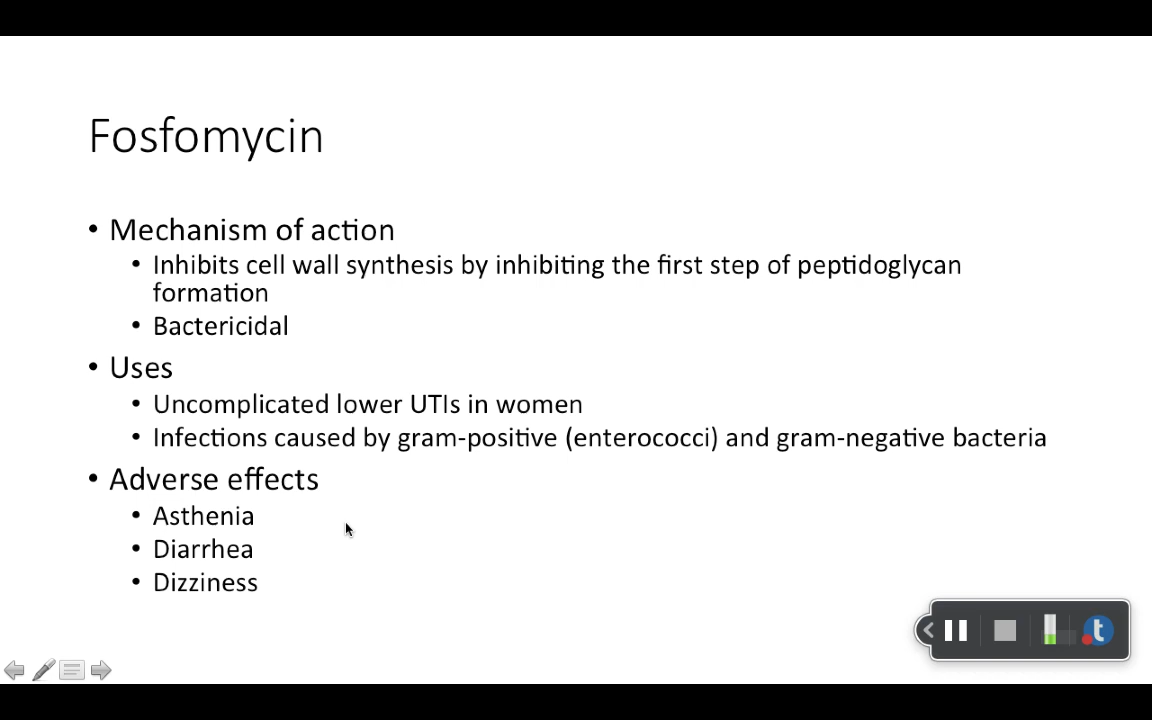 Fosfomycin
• Mechanism of action
• Inhibits cell wall synthesis by inhibiting the first step of peptidoglycan
formation
• Bactericidal
• Uses
• Uncomplicated lower UTIs in women
• Infections caused by gram-positive (enterococci) and gram-negative bacteria
• Adverse effects
• Asthenia
• Diarrhea
• Dizziness
t